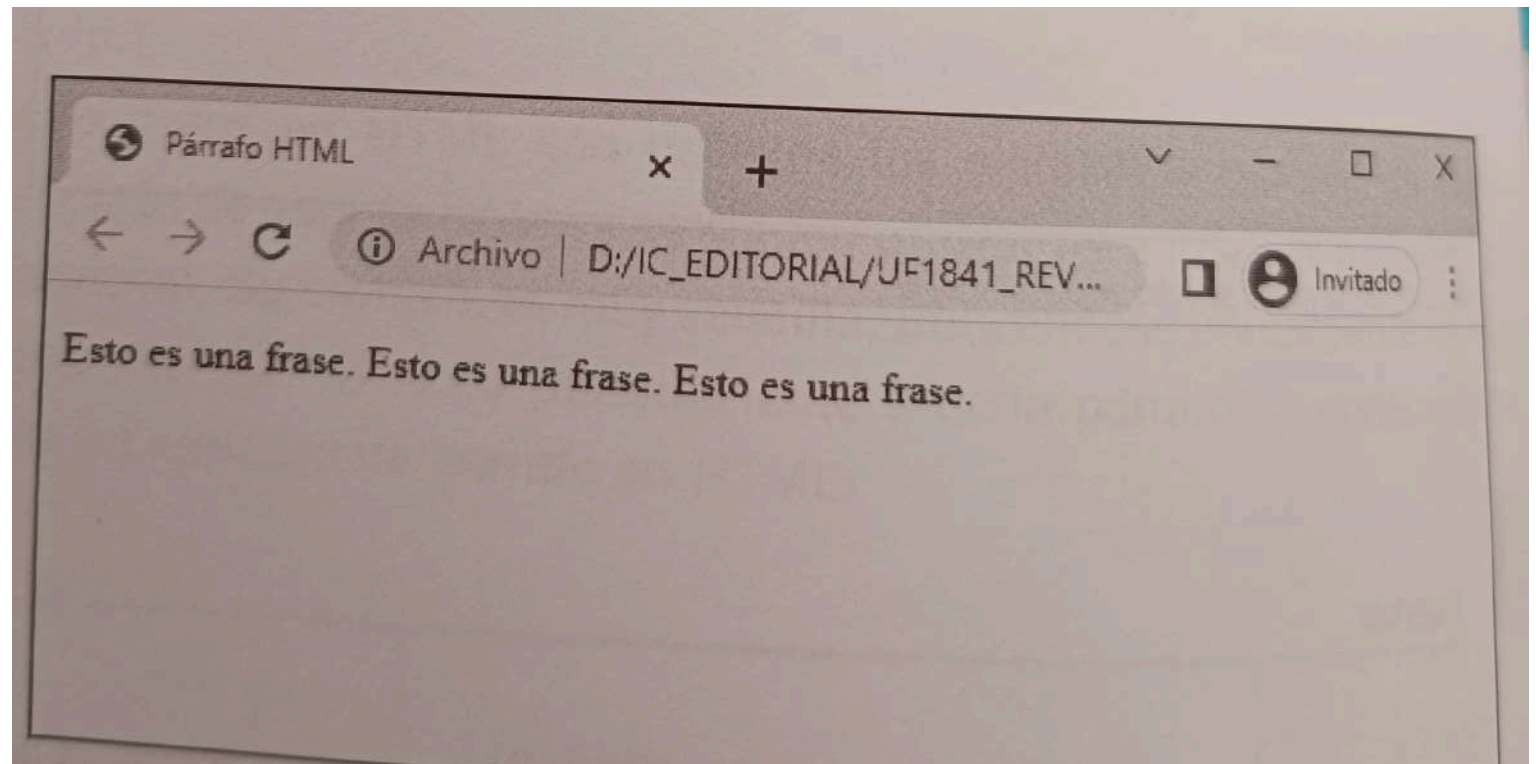 Párrafo HTML
Archivo | D:/IC_EDITORIAL/UF1841_REV...
Invitado
Esto es una frase. Esto es una frase. Esto es una frase.